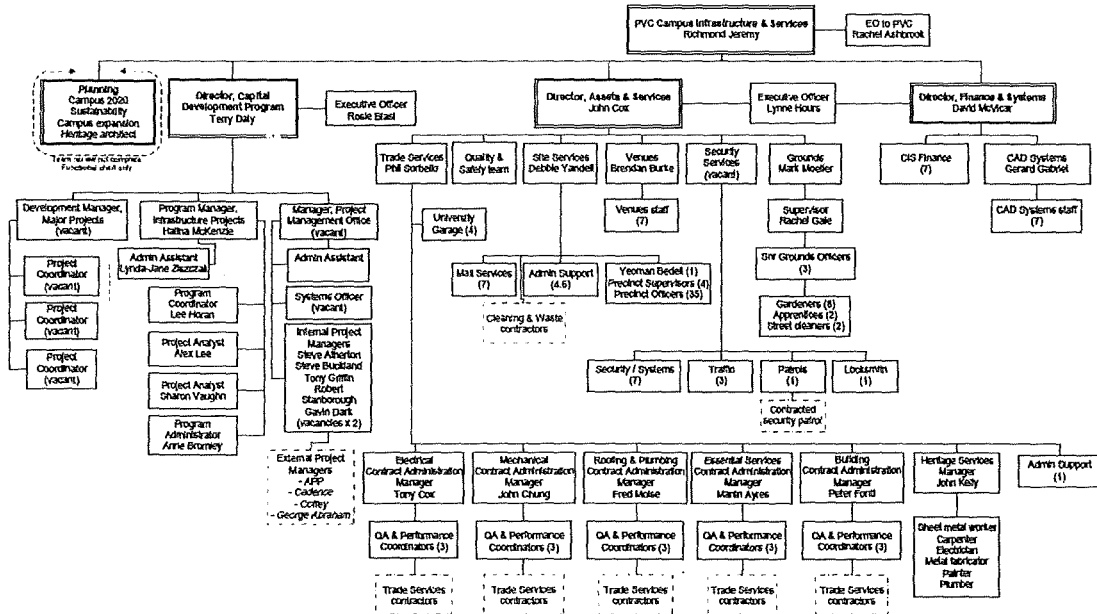 PVC Campus Infrastructure & Services
Richmond Jeremy
EO to PVC
Rachel Ashbrook
Planning
Campus 2020
Sustainability
Campus expansion
Heritage architect
Functional chart only
Director, Capital
Development Program
Terry Daly
Executive Officer
Rosie
Director, Assets & Services
John Cox
Executive Officer
Lynne Hours
Director, Finance & Systems
David McVicar
Trade Services
Phil Sorbello
Quality &
Safety team
Site Services
Debbie Yandell
Venues
Brendan Burke
Security
Services
(vacant)
Grounds
Mark Moeller
CIS Finance
(7)
CAD Systems
Gerard Gabriel
Development Manager,
Major Projects
(vacant)
Program Manager,
Infrastructure Projects
Halina McKenzie
Manager, Project
Management Office
(vacant)
University
Garage (4)
Venues staff
(7)
Supervisor
Rachel Gale
CAD Systems staff
(7)
Project
Coordinator
(vacant)
Admin Assistant
Lynda-Jane
Admin Assistant
Mail Services
(7)
Admin Support
(4.6)
Yeoman Bedell (1)
Precinct Supervisors (4)
Precinct Officers (35)
Snr Grounds Officers
(3)
Project
Coordinator
(vacant)
Program
Coordinator
Lee Horan
Systems Officer
(vacant)
Cleaning & Waste
contractors
Gardeners (6)
Apprentices (2)
Street cleaners (2)
Project
Coordinator
(vacant)
Project Analyst
Alex Lee
Internal Project
Managers
Steve Atherton
Steve Buckland
Tony Griffin
Robert
Stanborough
Gavin Dark
(vacancies x 2)
Security / Systems
(7)
Traffic
(3)
Patrols
(1)
Locksmith
(1)
Project Analyst
Sharon Vaughn
Contracted
security patrol
Program
Administrator
Anne Bromley
External Project
Managers
- APP
- Cadence
- Coffey
- George Abraham
Electrical
Contract Administration
Manager
Tony Cox
Mechanical
Contract Administration
Manager
John Chung
Roofing & Plumbing
Contract Administration
Manager
Fred Moise
Essential Services
Contract Administration
Manager
Martin Ayres
Building
Contract Administration
Manager
Peter Fonti
Heritage Services
Manager
John Kelly
Admin Support
(1)
QA & Performance
Coordinators (3)
QA & Performance
Coordinators (3)
QA & Performance
Coordinators (3)
QA & Performance
Coordinators (3)
QA & Performance
Coordinators (3)
Sheet metal worker
Carpenter
Electrician
Metal fabricator
Painter
Plumber
Trade Services
contractors
Trade Services
contractors
Trade Services
contractors
Trade Services
contractors
Trade Services
contractors